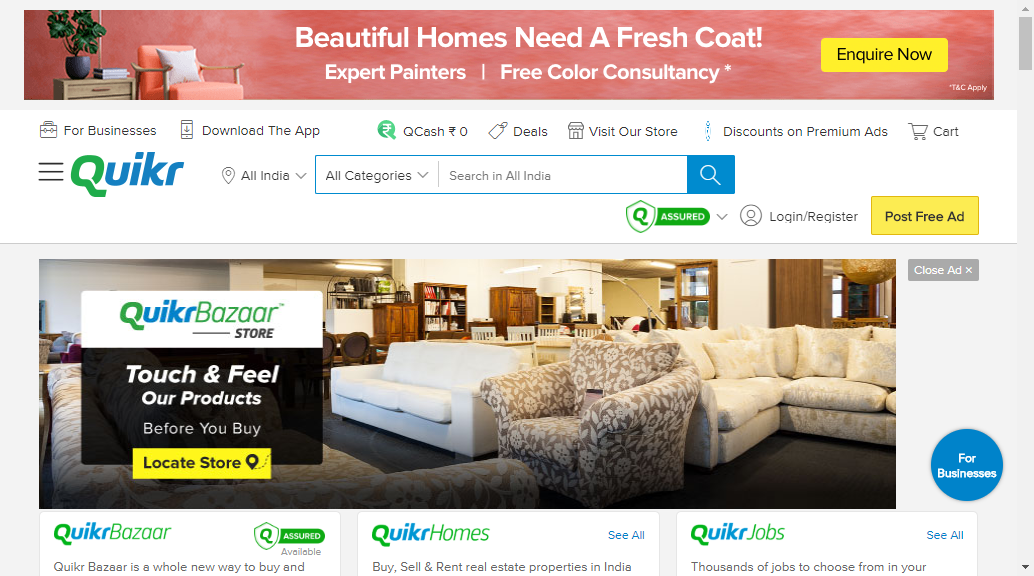 Beautiful Homes Need A Fresh Coat!
Expert Painters | Free Color Consultancy *
Enquire Now
*T&C Apply
For Businesses
Download The App
QCash ₹ 0
Deals
Visit Our Store
Discounts on Premium Ads
Cart
Quikr
All India
All Categories
Search in All India
Q ASSURED
Login/Register
Post Free Ad
Close Ad ×
QuikrBazaar™
STORE
Touch & Feel
Our Products
Before You Buy
Locate Store
For
Businesses
QuikrBazaar
Q ASSURED
Available
Quikr Bazaar is a whole new way to buy and
QuikrHomes
See All
Buy, Sell & Rent real estate properties in India
QuikrJobs
See All
Thousands of jobs to choose from in your